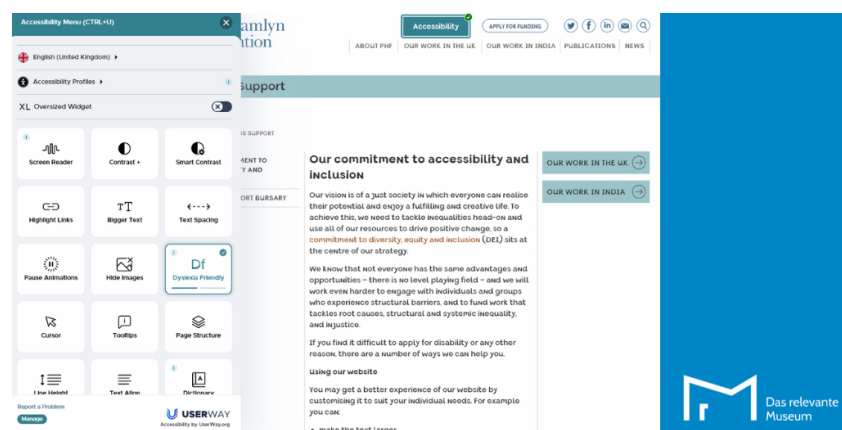 Accessibility Menu (CTRL+U)
English (United Kingdom)
Accessibility Profiles
XL Oversized Widget
Screen Reader
Contrast +
Smart Contrast
Highlight Links
TT
Bigger Text
Text Spacing
Pause Animations
Hide Images
Df
Dyslexia Friendly
Cursor
Tooltips
Page Structure
Line Height
Text Align
Dictionary
Report a Problem
Manage
USERWAY
Accessibility by UserWay.org
amlyn
Accessibility
APPLY FOR FUNDING
ABOUT PHF
OUR WORK IN THE UK
OUR WORK IN INDIA
PUBLICATIONS
NEWS
Support
SS SUPPORT
MENT TO
Y AND
ORT BURSARY
Our commitment to accessibility and
inclusion
Our vision is of a just society in which everyone can realise
their potential and enjoy a fulfilling and creative life. To
achieve this, we need to tackle inequalities head-on and
use all of our resources to drive positive change, so a
commitment to diversity, equity and inclusion (DEI) sits at
the centre of our strategy.
We know that not everyone has the same advantages and
opportunities – there is no level playing field – and we will
work even harder to engage with individuals and groups
who experience structural barriers, and to fund work that
tackles root causes, structural and systemic inequality,
and injustice.
If you find it difficult to apply for disability or any other
reason, there are a number of ways we can help you.
Using our website
You may get a better experience of our website by
customising it to suit your individual needs. For example
you can:
make the text larger
OUR WORK IN THE UK
OUR WORK IN INDIA
Das relevante
Museum